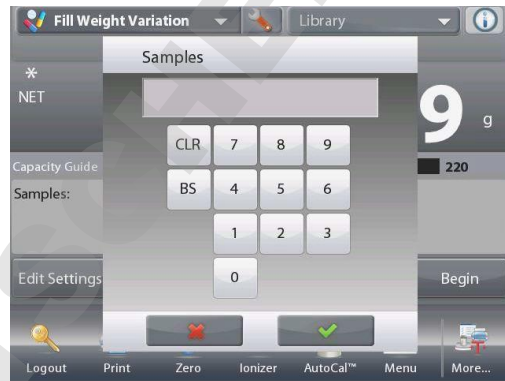 Fill Weight Variation
Library
Samples
*
NET
9 g
CLR 7 8 9
Capacity Guide
220
BS 4 5 6
Samples:
1 2 3
0
Edit Settings
Begin
Logout Print Zero Ionizer AutoCal™ Menu More...